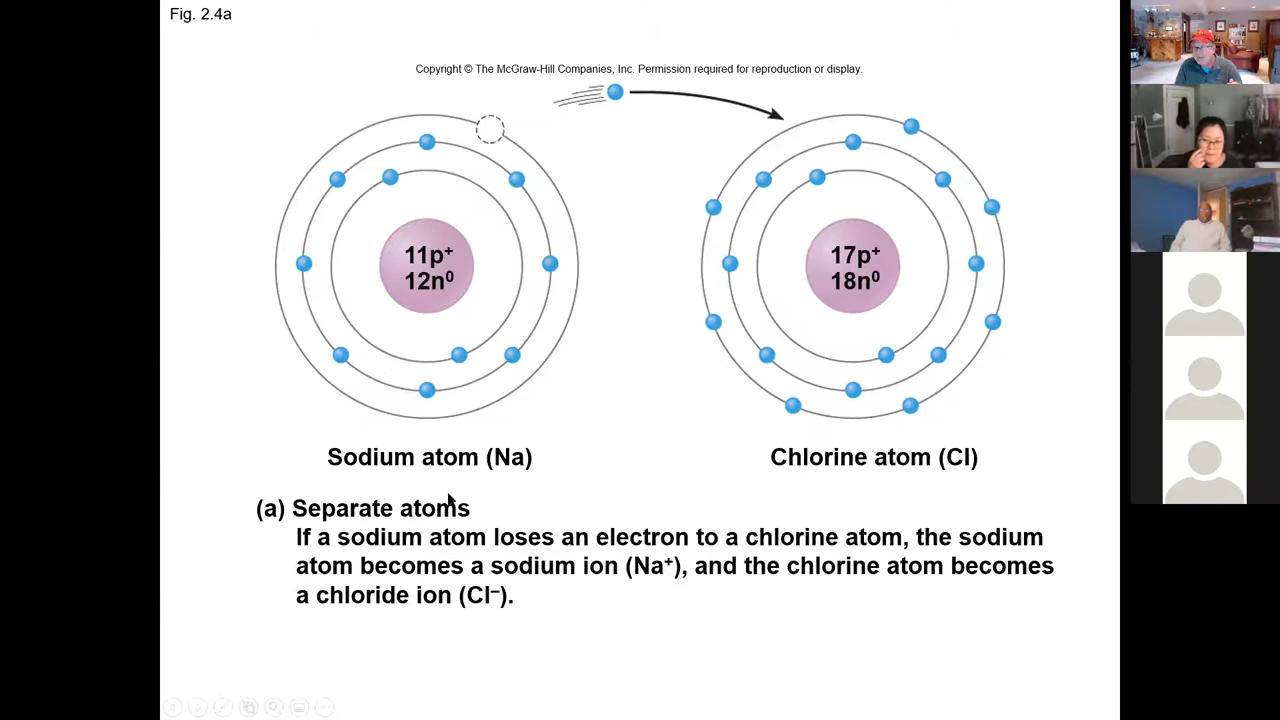 Fig. 2.4a
Copyright © The McGraw-Hill Companies, Inc. Permission required for reproduction or display.
11p⁺
12n⁰
17p⁺
18n⁰
Sodium atom (Na)
Chlorine atom (Cl)
(a) Separate atoms
If a sodium atom loses an electron to a chlorine atom, the sodium
atom becomes a sodium ion (Na⁺), and the chlorine atom becomes
a chloride ion (Cl⁻).